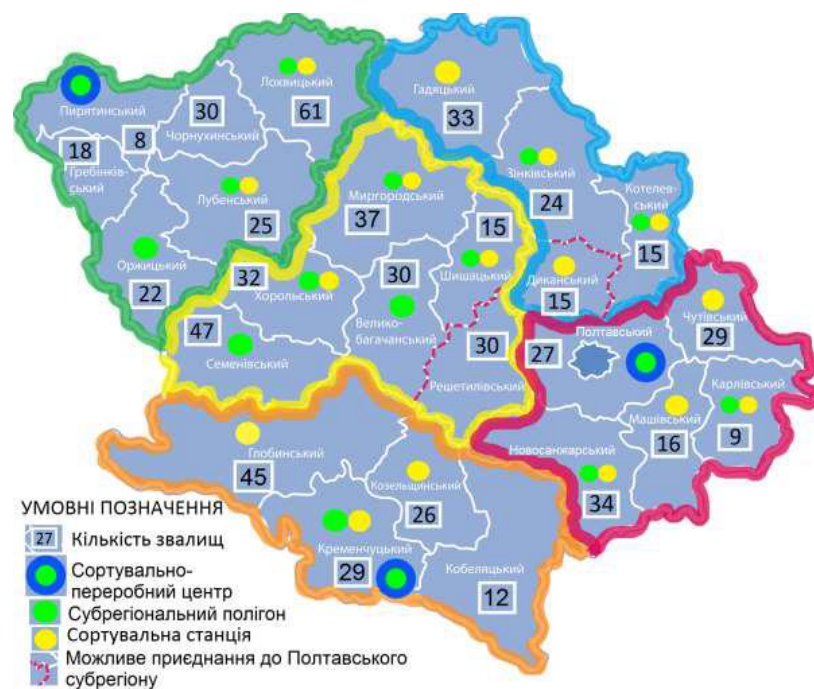 Лохвицький
61
Пирятинський
30
Чорнухинський
8
18
Гребінків-
ський
Лубенський
25
Оржицький
22
Гадяцький
33
Зінківський
24
Котелев-
ський
15
Диканський
15
Миргородський
37
15
Шишацький
30
Велико-
багачанський
32
Хорольський
47
Семенівський
30
Решетилівський
Полтавський
27
Чутівський
29
Карлівський
9
Машівський
16
Новосанжарський
34
Глобинський
45
Козельщинський
26
Кременчуцький
29
Кобеляцький
12
УМОВНІ ПОЗНАЧЕННЯ
27 Кількість звалищ
Сортувально-
переробний центр
Субрегіональний полігон
Сортувальна станція
Можливе приєднання до Полтавського
субрегіону